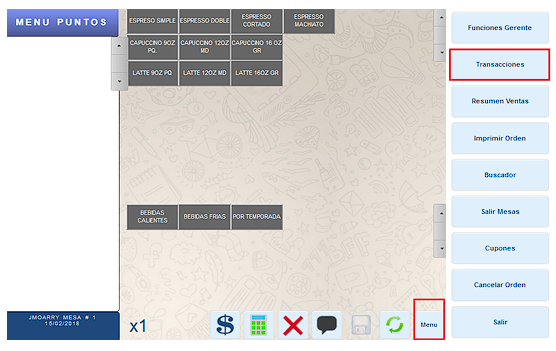 MENU PUNTOS
ESPRESO SIMPLE
ESPRESSO DOBLE
ESPRESSO
CORTADO
ESPRESSO
MACHIATO
CAPUCCINO 9OZ
PQ.
CAPUCCINO 12OZ
MD
CAPUCCINO 16 OZ
GR
LATTE 9OZ PQ
LATTE 12OZ MD
LATTE 16OZ GR
BEBIDAS
CALIENTES
BEBIDAS FRIAS
POR TEMPORADA
Funciones Gerente
Transacciones
Resumen Ventas
Imprimir Orden
Buscador
Salir Mesas
Cupones
Cancelar Orden
Salir
JMOARRY MESA # 1
15/02/2018
x1
$
Menu